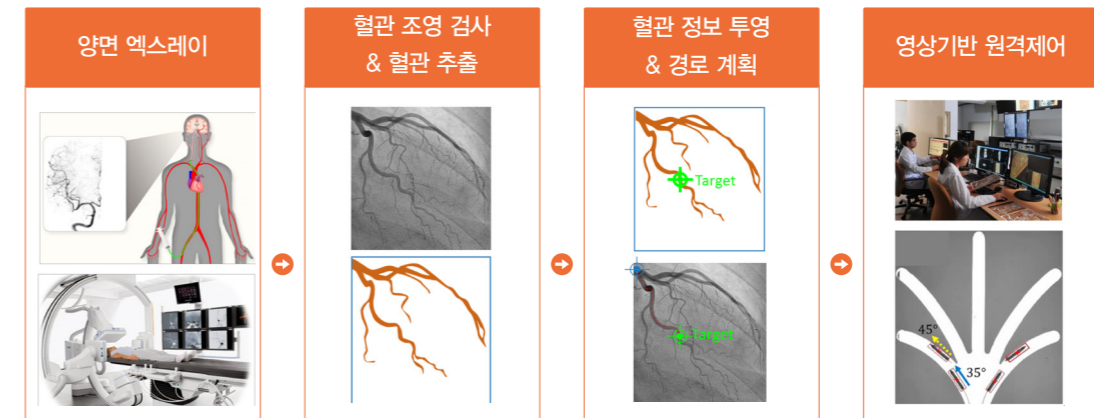 양면 엑스레이
혈관 조영 검사
& 혈관 추출
혈관 정보 투영
& 경로 계획
영상기반 원격제어
Target
Target
45°
35°